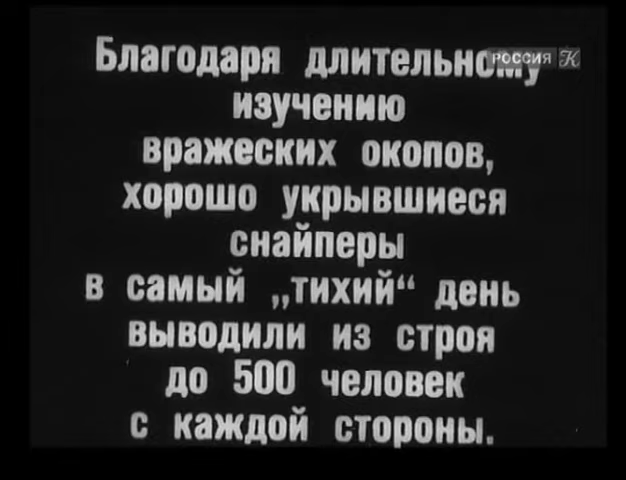 Благодаря длительному
РОССИЯ К
изучению
вражеских окопов,
хорошо укрывшиеся
снайперы
в самый „тихий“ день
выводили из строя
до 500 человек
с каждой стороны.